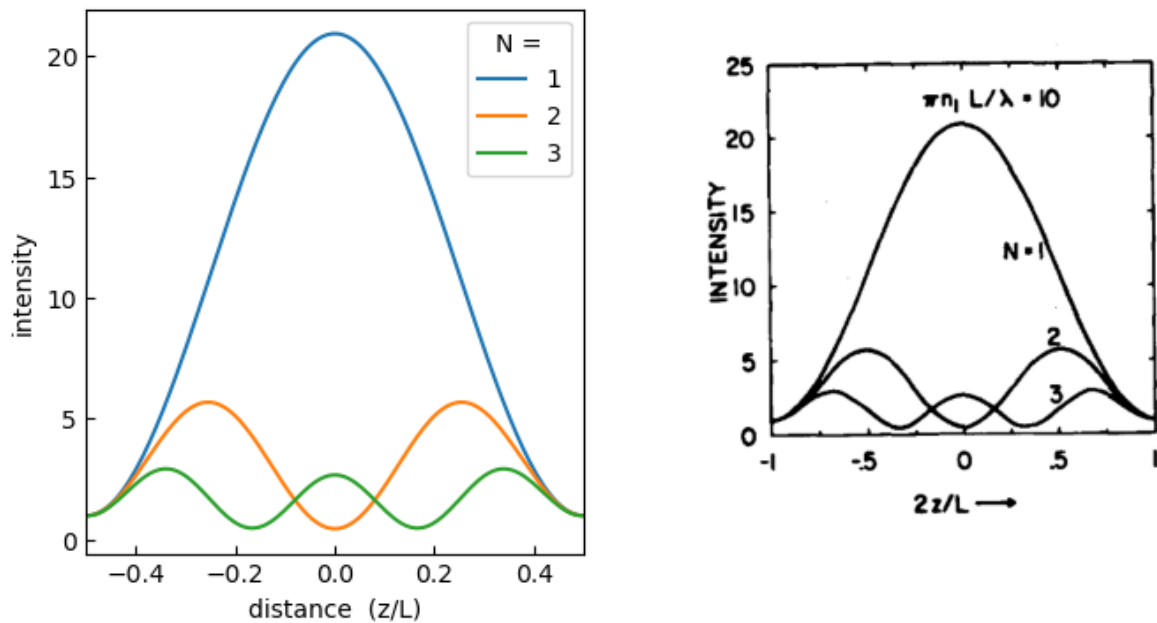 N =
1
2
3
20
15
10
5
0
intensity
−0.4 −0.2 0.0 0.2 0.4
distance (z/L)
25
20
15
10
5
0
INTENSITY
πn₁ L/λ = 10
N=1
2
3
-1 -.5 0 .5 1
2z/L →